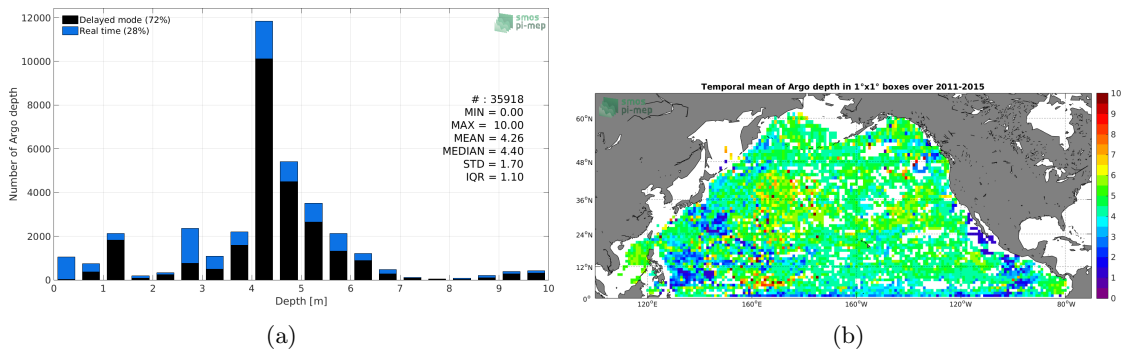 Delayed mode (72%)
Real time (28%)
smos
pi-mep
12000
10000
8000
6000
4000
2000
0
Number of Argo depth
# : 35918
MIN = 0.00
MAX = 10.00
MEAN = 4.26
MEDIAN = 4.40
STD = 1.70
IQR = 1.10
0 1 2 3 4 5 6 7 8 9 10
Depth [m]
(a)
Temporal mean of Argo depth in 1°x1° boxes over 2011-2015
smos
pi-mep
60°N
48°N
36°N
24°N
12°N
0°
120°E 160°E 160°W 120°W 80°W
10
9
8
7
6
5
4
3
2
1
0
(b)